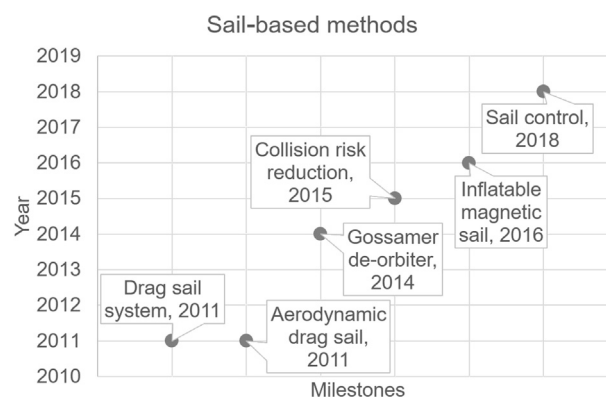 Sail-based methods
2019
2018
2017
2016
2015
2014
2013
2012
2011
2010
Year
Sail control,
2018
Collision risk
reduction,
2015
Inflatable
magnetic
sail, 2016
Gossamer
de-orbiter,
2014
Drag sail
system, 2011
Aerodynamic
drag sail,
2011
Milestones